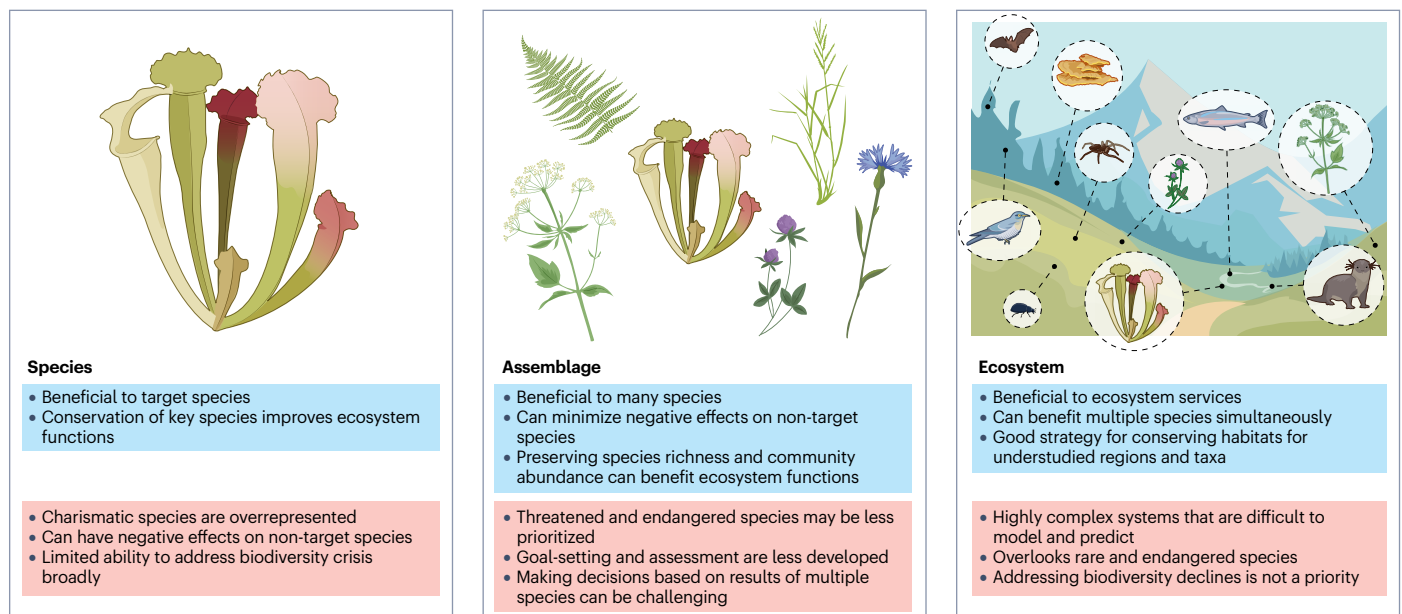 Species
• Beneficial to target species
• Conservation of key species improves ecosystem
functions
• Charismatic species are overrepresented
• Can have negative effects on non-target species
• Limited ability to address biodiversity crisis
broadly
Assemblage
• Beneficial to many species
• Can minimize negative effects on non-target
species
• Preserving species richness and community
abundance can benefit ecosystem functions
• Threatened and endangered species may be less
prioritized
• Goal-setting and assessment are less developed
• Making decisions based on results of multiple
species can be challenging
Ecosystem
• Beneficial to ecosystem services
• Can benefit multiple species simultaneously
• Good strategy for conserving habitats for
understudied regions and taxa
• Highly complex systems that are difficult to
model and predict
• Overlooks rare and endangered species
• Addressing biodiversity declines is not a priority